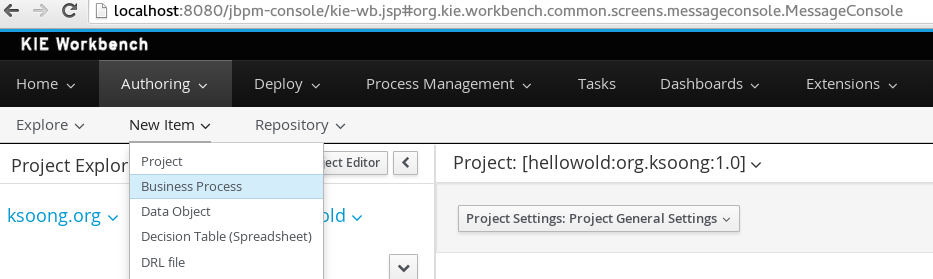 localhost:8080/jbpm-console/kie-wb.jsp#org.kie.workbench.common.screens.messageconsole.MessageConsole
KIE Workbench
Home Authoring Deploy Process Management Tasks Dashboards Extensions
Explore New Item Repository
Project Explor ect Editor
Project: [hellowold:org.ksoong:1.0]
Project
Business Process
Data Object
Decision Table (Spreadsheet)
DRL file
ksoong.org old
Project Settings: Project General Settings